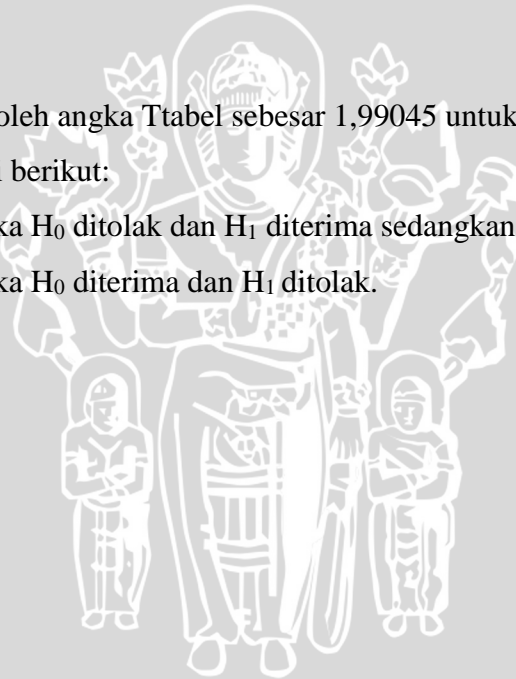 oleh angka Ttabel sebesar 1,99045 untuk
berikut:
ka H₀ ditolak dan H₁ diterima sedangkan
ka H₀ diterima dan H₁ ditolak.